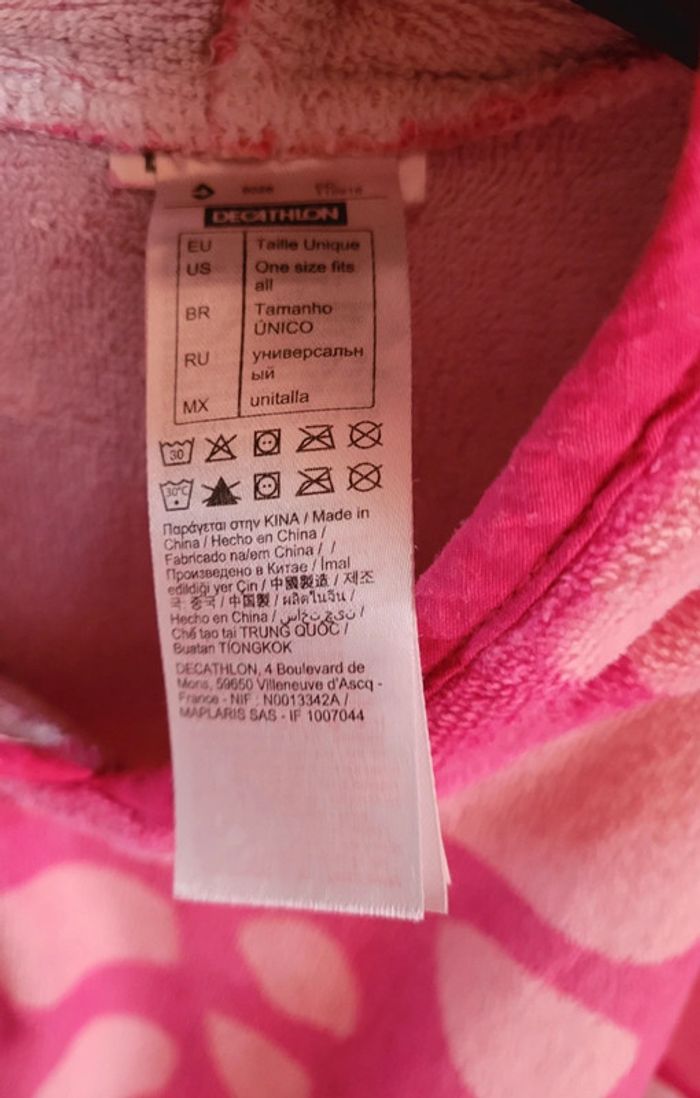 DECATHLON
EU Taille Unique
US One size fits
all
BR Tamanho
ÚNICO
RU универсальн
ый
MX unitalla
30
30°C
Παράγεται στην KINA / Made in
China / Hecho en China /
Fabricado na/em China / /
Произведено в Китае / İmal
edildiği yer Çin / 中國製造 / 제조
국: 중국 / 中国製 / ผลิตในจีน /
Hecho en China /
Chế tạo tại TRUNG QUỐC /
Buatan TIONGKOK
DECATHLON, 4 Boulevard de
Mons, 59650 Villeneuve d'Ascq -
France - NIF : N0013342A /
MAPLARIS SAS - IF 1007044